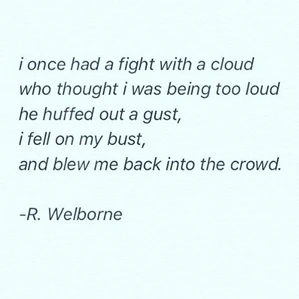 i once had a fight with a cloud
who thought i was being too loud
he huffed out a gust,
i fell on my bust,
and blew me back into the crowd.
-R. Welborne